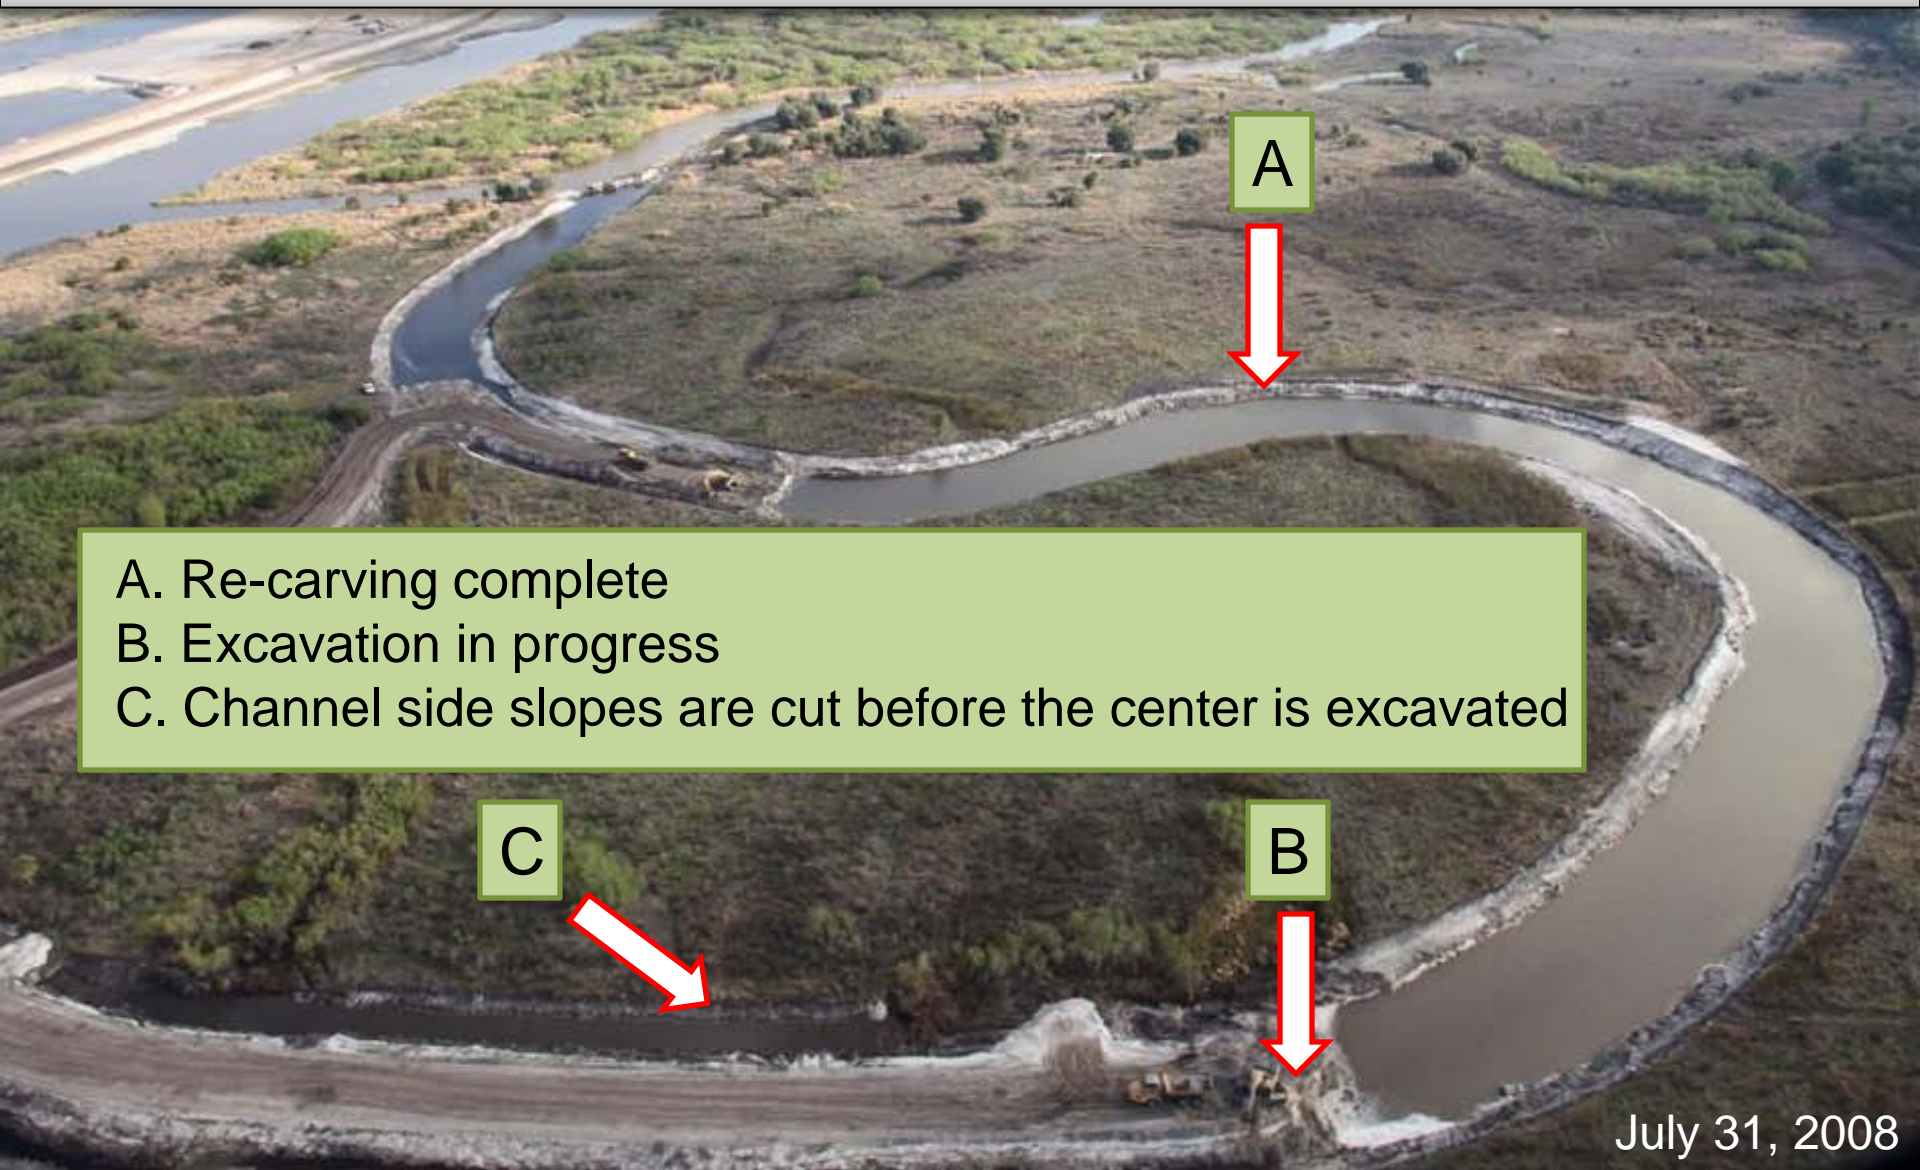 A
A. Re-carving complete
B. Excavation in progress
C. Channel side slopes are cut before the center is excavated
C
B
July 31, 2008